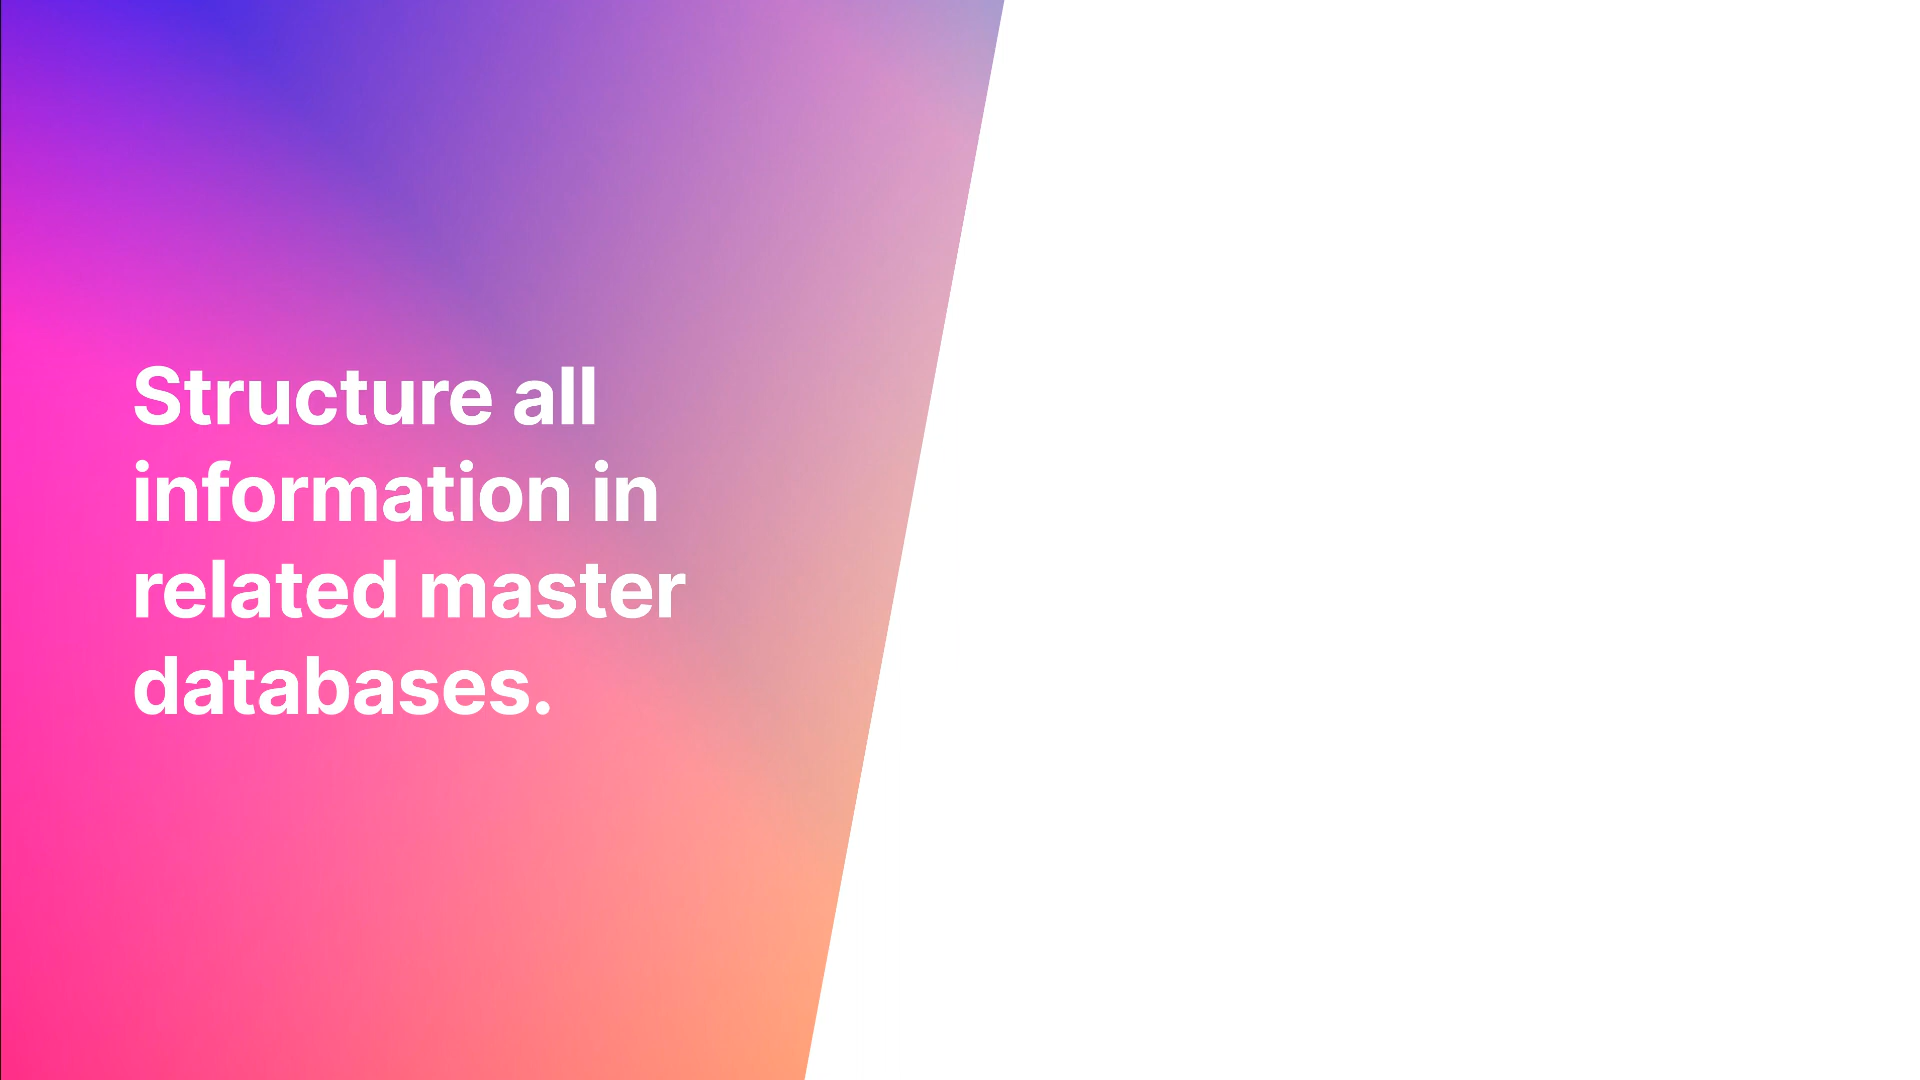 Structure all
information in
related master
databases.